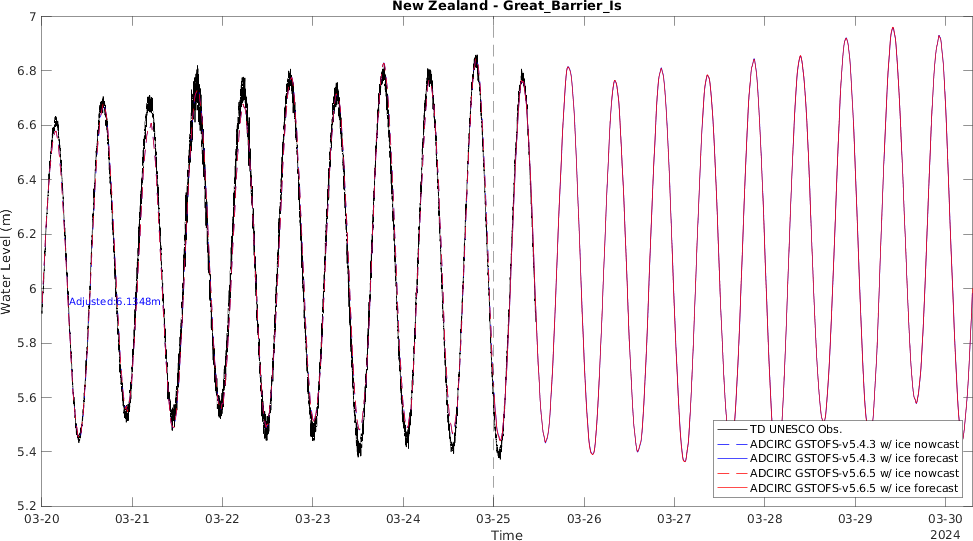 New Zealand - Great_Barrier_Is
7
6.8
6.6
6.4
6.2
6
5.8
5.6
5.4
5.2
Water Level (m)
Adjusted:6.1348m
TD UNESCO Obs.
ADCIRC GSTOFS-v5.4.3 w/ ice nowcast
ADCIRC GSTOFS-v5.4.3 w/ ice forecast
ADCIRC GSTOFS-v5.6.5 w/ ice nowcast
ADCIRC GSTOFS-v5.6.5 w/ ice forecast
03-20 03-21 03-22 03-23 03-24 03-25 03-26 03-27 03-28 03-29 03-30
Time
2024